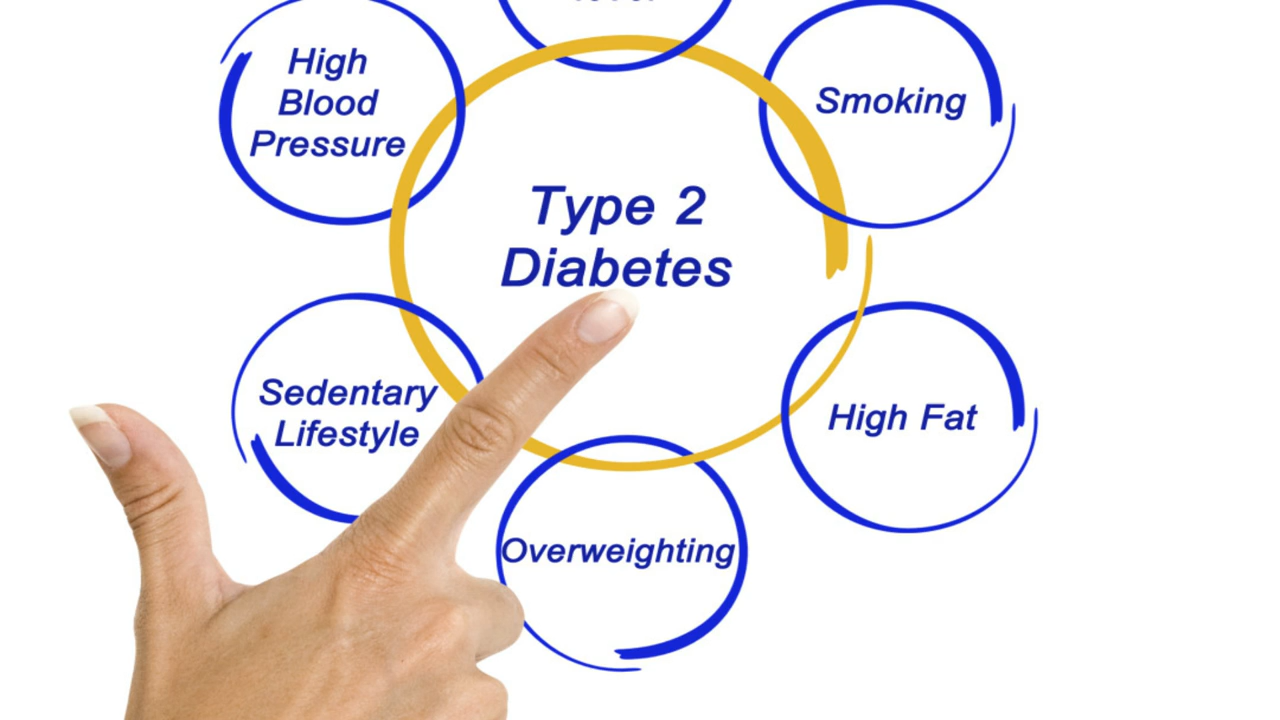 High
Blood
Pressure
Smoking
Type 2
Diabetes
Sedentary
Lifestyle
High Fat
Overweighting